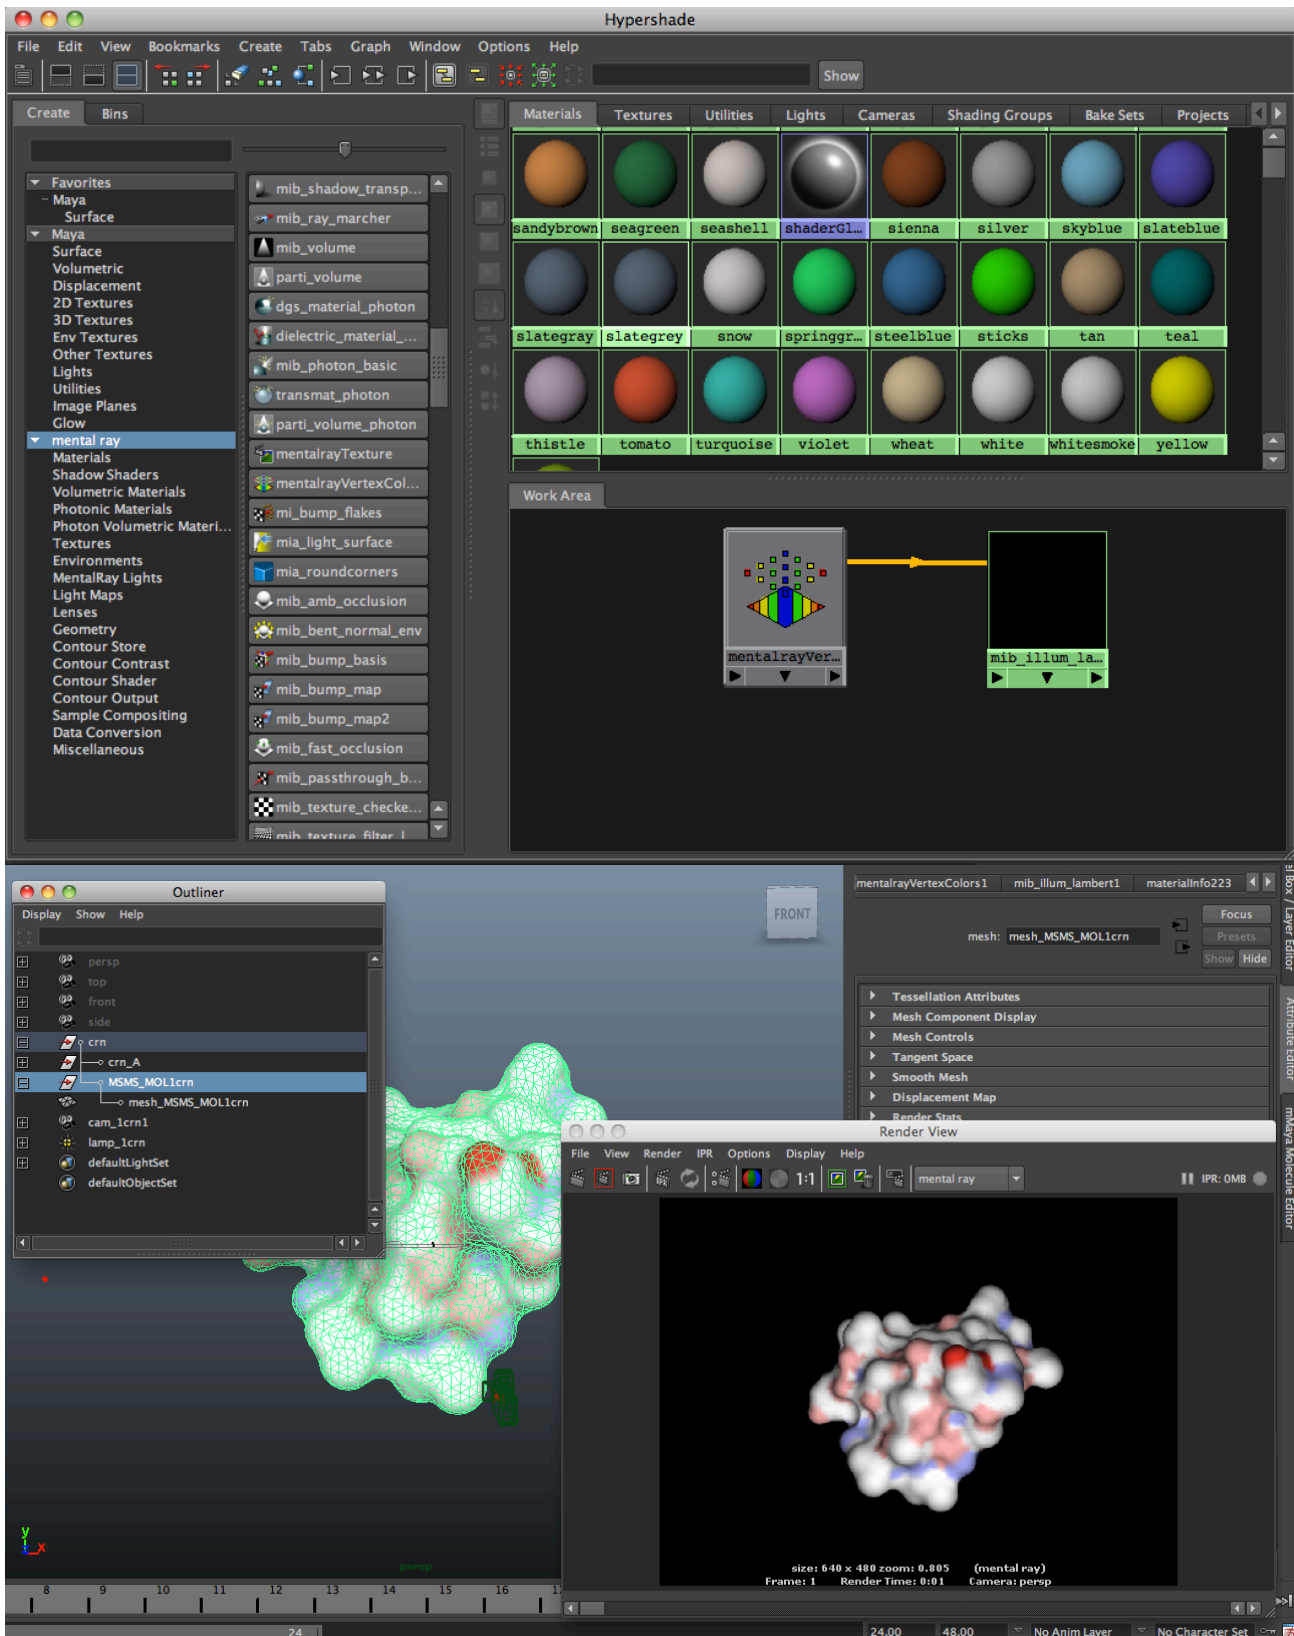 Hypershade
File Edit View Bookmarks Create Tabs Graph Window Options Help
Show
Create Bins
Favorites
Maya
Surface
Maya
Surface
Volumetric
Displacement
2D Textures
3D Textures
Env Textures
Other Textures
Lights
Utilities
Image Planes
Glow
mental ray
Materials
Shadow Shaders
Volumetric Materials
Photonic Materials
Photon Volumetric Materi...
Textures
Environments
MentalRay Lights
Light Maps
Lenses
Geometry
Contour Store
Contour Contrast
Contour Shader
Contour Output
Sample Compositing
Data Conversion
Miscellaneous
mib_shadow_transp...
mib_ray_marcher
mib_volume
parti_volume
dgs_material_photon
dielectric_material_...
mib_photon_basic
transmat_photon
parti_volume_photon
mentalrayTexture
mentalrayVertexCol...
mi_bump_flakes
mia_light_surface
mia_roundcorners
mib_amb_occlusion
mib_bent_normal_env
mib_bump_basis
mib_bump_map
mib_bump_map2
mib_fast_occlusion
mib_passthrough_b...
mib_texture_checke...
mib_texture_filter_l
Materials Textures Utilities Lights Cameras Shading Groups Bake Sets Projects
sandybrown seagreen seashell shaderGl... sienna silver skyblue slateblue
slategray slategrey snow springgr... steelblue sticks tan teal
thistle tomato turquoise violet wheat white whitesmoke yellow
Work Area
mentalrayVer...
mib_illum_la...
Outliner
Display Show Help
persp
top
front
side
crn
crn_A
MSMS_MOL1crn
mesh_MSMS_MOL1crn
cam_1crn1
lamp_1crn
defaultLightSet
defaultObjectSet
FRONT
mentalrayVertexColors1 mib_illum_lambert1 materialInfo223
mesh: mesh_MSMS_MOL1crn
Focus
Presets
Show Hide
Tessellation Attributes
Mesh Component Display
Mesh Controls
Tangent Space
Smooth Mesh
Displacement Map
Render Stats
Box / Layer Editor
Attribute Editor
mMaya Molecule Editor
Render View
File View Render IPR Options Display Help
IPR 1:1 mental ray IPR: 0MB
size: 640 x 480 zoom: 0.805 (mental ray)
Frame: 1 Render Time: 0:01 Camera: persp
y
x
persp
8 9 10 11 12 13 14 15 16
24 24.00 48.00 No Anim Layer No Character Set